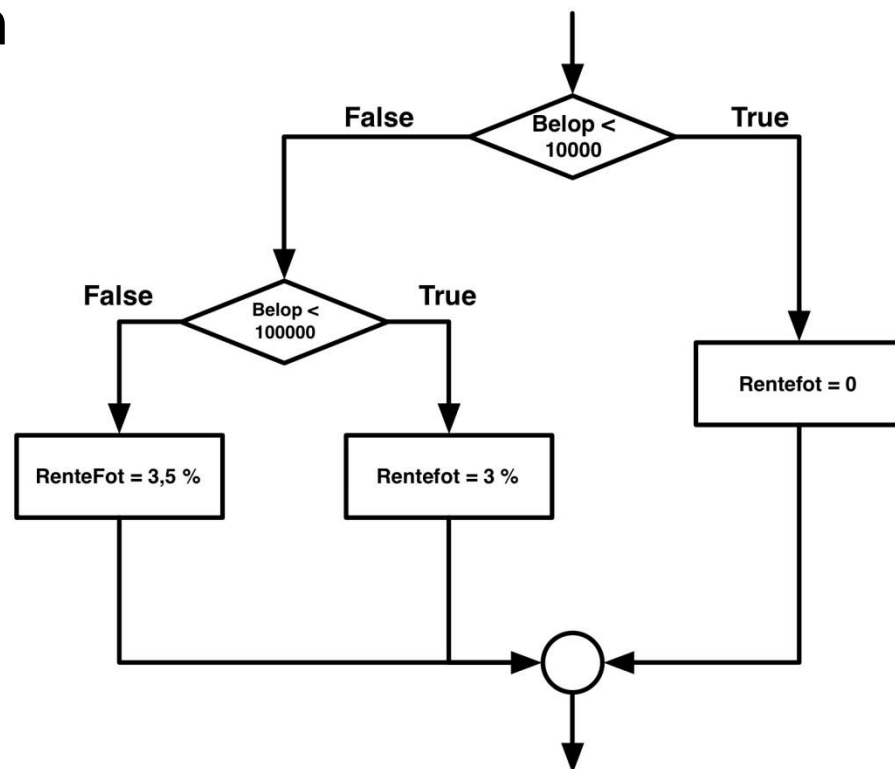 False
Belop <
10000
True
False
Belop <
100000
True
Rentefot = 0
RenteFot = 3,5 %
Rentefot = 3 %